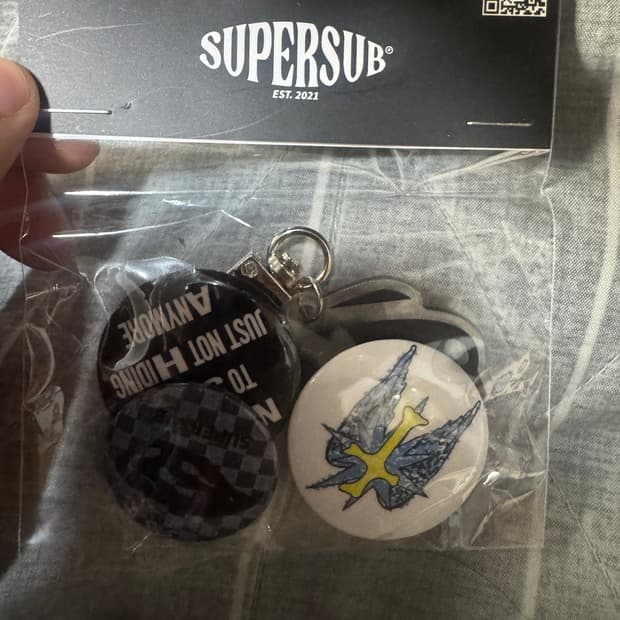 SUPERSUB®
EST. 2021
TO HIDING
JUST NOT
ANYMORE